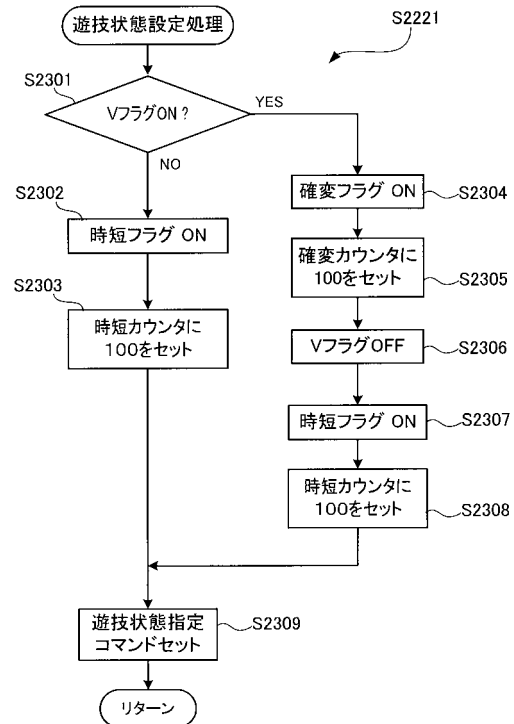 遊技状態設定処理
S2221
S2301
VフラグON?
YES
NO
S2302
時短フラグ ON
S2303
時短カウンタに
100をセット
確変フラグ ON
S2304
確変カウンタに
100をセット
S2305
VフラグOFF
S2306
時短フラグ ON
S2307
時短カウンタに
100をセット
S2308
遊技状態指定
コマンドセット
S2309
リターン